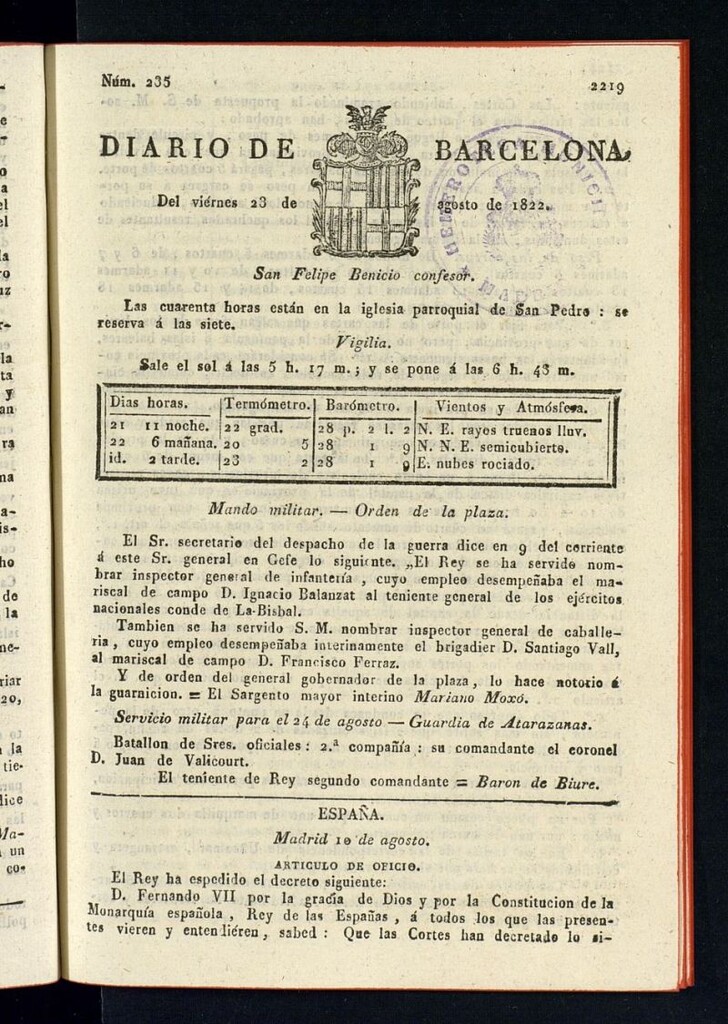 Núm. 235
2219
DIARIO DE BARCELONA,
Del viérnes 23 de agosto de 1822.
San Felipe Benicio confesor.
Las cuarenta horas están en la iglesia parroquial de San Pedro : se
reserva á las siete.
Vigilia.
Sale el sol á las 5 h. 17 m.; y se pone á las 6 h. 43 m.
Dias horas. Termómetro. Barómetro. Vientos y Atmósfera.
21 11 noche. 22 grad. 28 p. 2 l. 2 N. E. rayos truenos lluv.
22 6 mañana. 20 5 28 1 9 N. N. E. semicubierto.
id. 2 tarde. 23 2 28 1 9 E. nubes rociado.
Mando militar. — Orden de la plaza.
El Sr. secretario del despacho de la guerra dice en 9 del corriente
á este Sr. general en Gefe lo siguiente. „El Rey se ha servido nom-
brar inspector general de infantería , cuyo empleo desempeñaba el ma-
riscal de campo D. Ignacio Balanzat al teniente general de los ejércitos
nacionales conde de La-Bisbal.
Tambien se ha servido S. M. nombrar inspector general de caballe-
ria , cuyo empleo desempeñaba interinamente el brigadier D. Santiago Vall,
al mariscal de campo D. Francisco Ferraz.
Y de orden del general gobernador de la plaza, lo hace notorio á
la guarnicion. = El Sargento mayor interino Mariano Moxó.
Servicio militar para el 24 de agosto — Guardia de Atarazanas.
Batallon de Sres. oficiales : 2.ª compañía : su comandante el coronel
D. Juan de Valicourt.
El teniente de Rey segundo comandante = Baron de Biure.
ESPAÑA.
Madrid 10 de agosto.
ARTICULO DE OFICIO.
El Rey ha espedido el decreto siguiente:
D. Fernando VII por la gracia de Dios y por la Constitucion de la
Monarquía española , Rey de las Españas , á todos los que las presen-
tes vieren y entendiéren , sabed : Que las Cortes han decretado lo si-